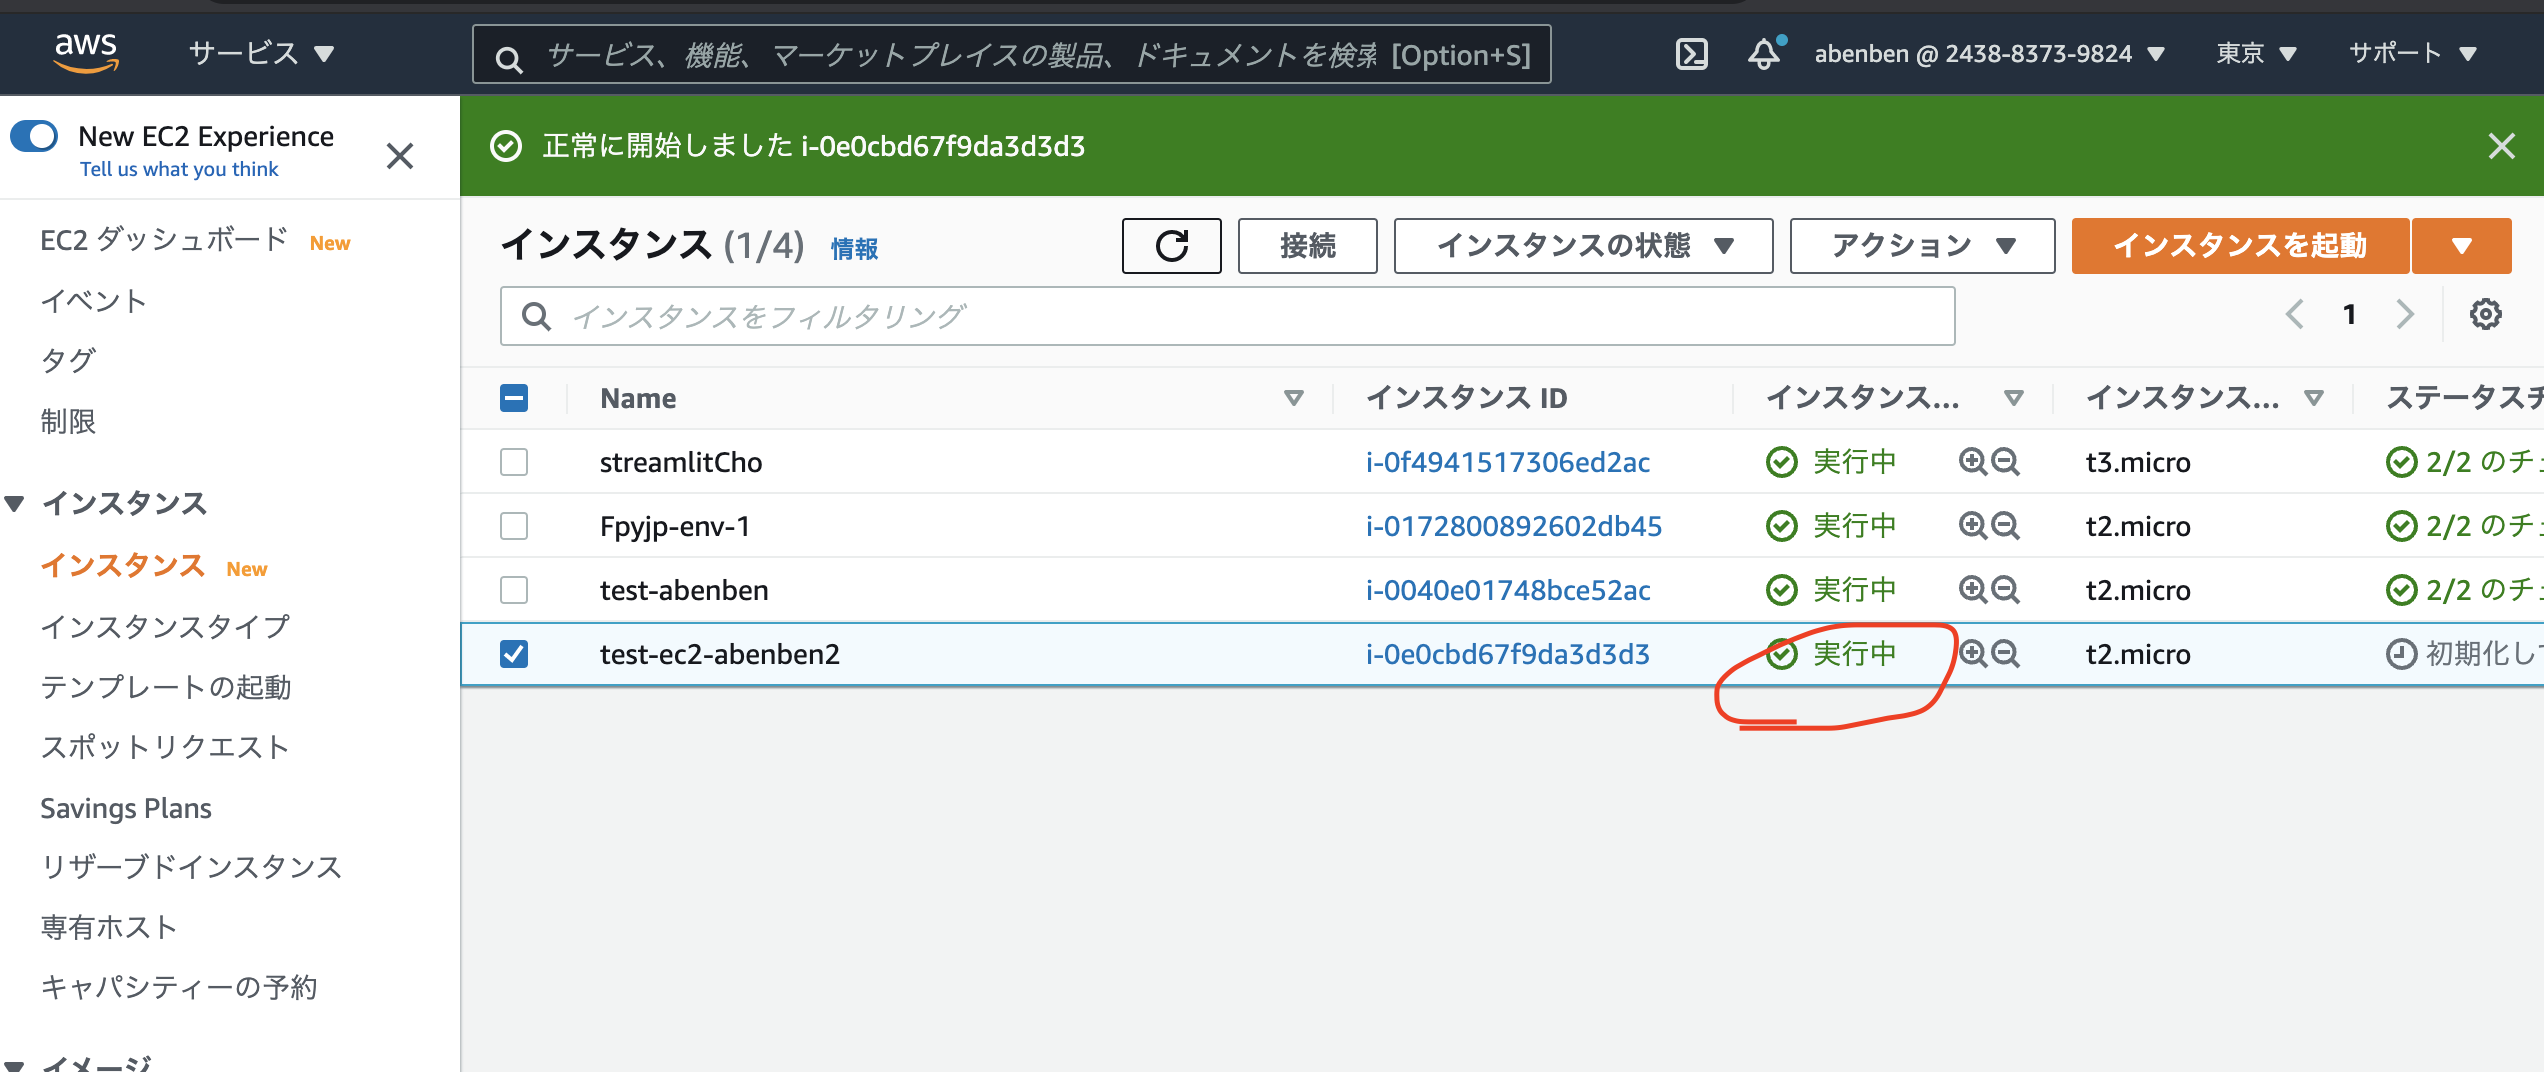 aws サービス サービス、機能、マーケットプレイスの製品、ドキュメントを検索 [Option+S] abenben @ 2438-8373-9824 東京 サポート
New EC2 Experience
Tell us what you think
正常に開始しました i-0e0cbd67f9da3d3d3
EC2 ダッシュボード New
イベント
タグ
制限
インスタンス
インスタンス New
インスタンスタイプ
テンプレートの起動
スポットリクエスト
Savings Plans
リザーブドインスタンス
専有ホスト
キャパシティーの予約
イメージ
インスタンス (1/4) 情報 接続 インスタンスの状態 アクション インスタンスを起動
インスタンスをフィルタリング 1
Name インスタンス ID インスタンス... インスタンス... ステータスチ
streamlitCho i-0f4941517306ed2ac 実行中 t3.micro 2/2 のチェ
Fpyjp-env-1 i-0172800892602db45 実行中 t2.micro 2/2 のチェ
test-abenben i-0040e01748bce52ac 実行中 t2.micro 2/2 のチェ
test-ec2-abenben2 i-0e0cbd67f9da3d3d3 実行中 t2.micro 初期化して